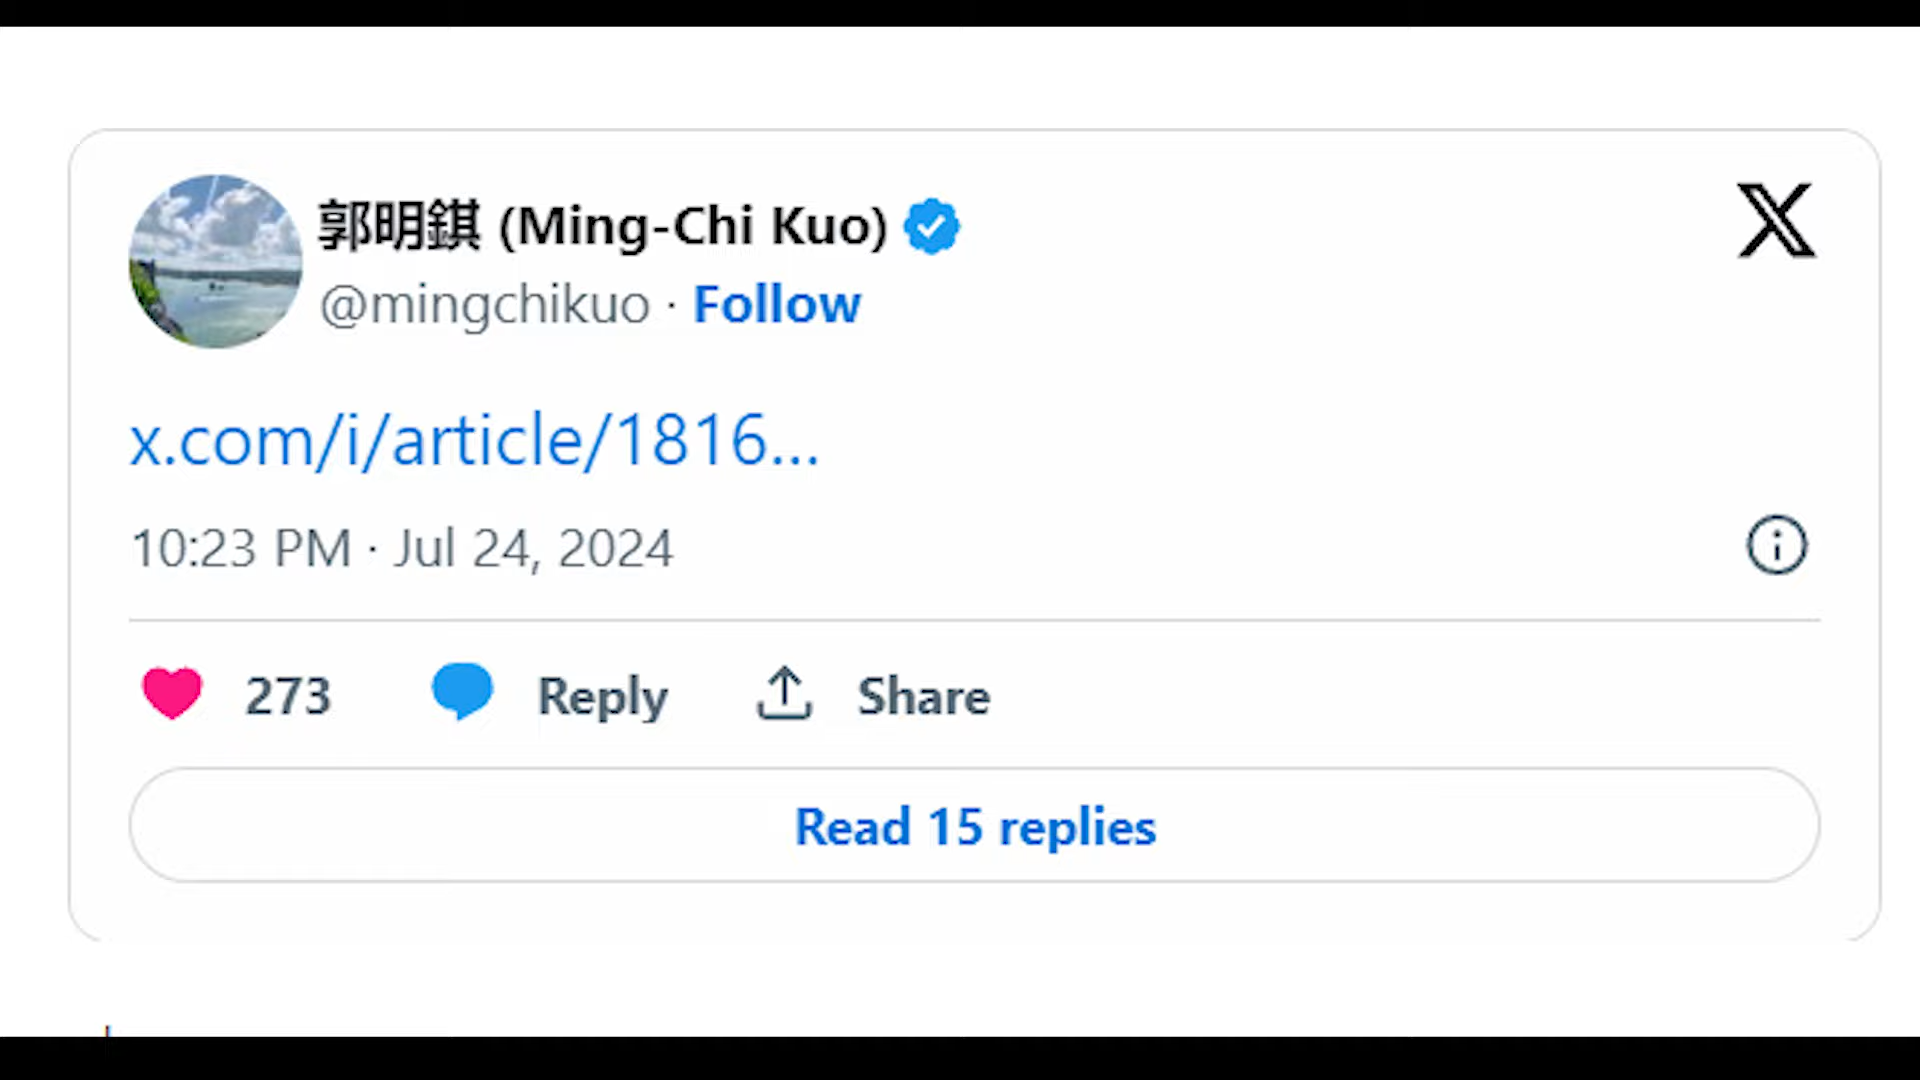 郭明錤 (Ming-Chi Kuo)
@mingchikuo · Follow
x.com/i/article/1816...
10:23 PM · Jul 24, 2024
273 Reply Share
Read 15 replies